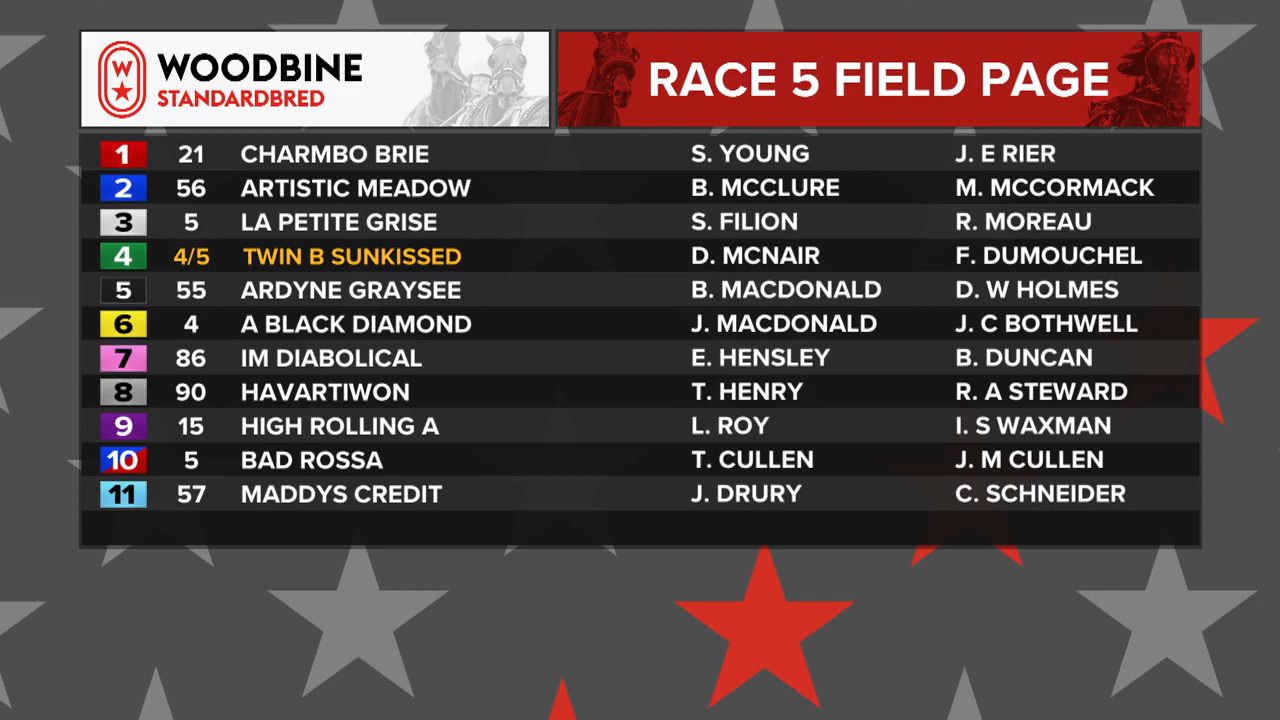 W
WOODBINE
STANDARDBRED
RACE 5 FIELD PAGE
1 21 CHARMBO BRIE S. YOUNG J. E RIER
2 56 ARTISTIC MEADOW B. MCCLURE M. MCCORMACK
3 5 LA PETITE GRISE S. FILION R. MOREAU
4 4/5 TWIN B SUNKISSED D. MCNAIR F. DUMOUCHEL
5 55 ARDYNE GRAYSEE B. MACDONALD D. W HOLMES
6 4 A BLACK DIAMOND J. MACDONALD J. C BOTHWELL
7 86 IM DIABOLICAL E. HENSLEY B. DUNCAN
8 90 HAVARTIWON T. HENRY R. A STEWARD
9 15 HIGH ROLLING A L. ROY I. S WAXMAN
10 5 BAD ROSSA T. CULLEN J. M CULLEN
11 57 MADDYS CREDIT J. DRURY C. SCHNEIDER